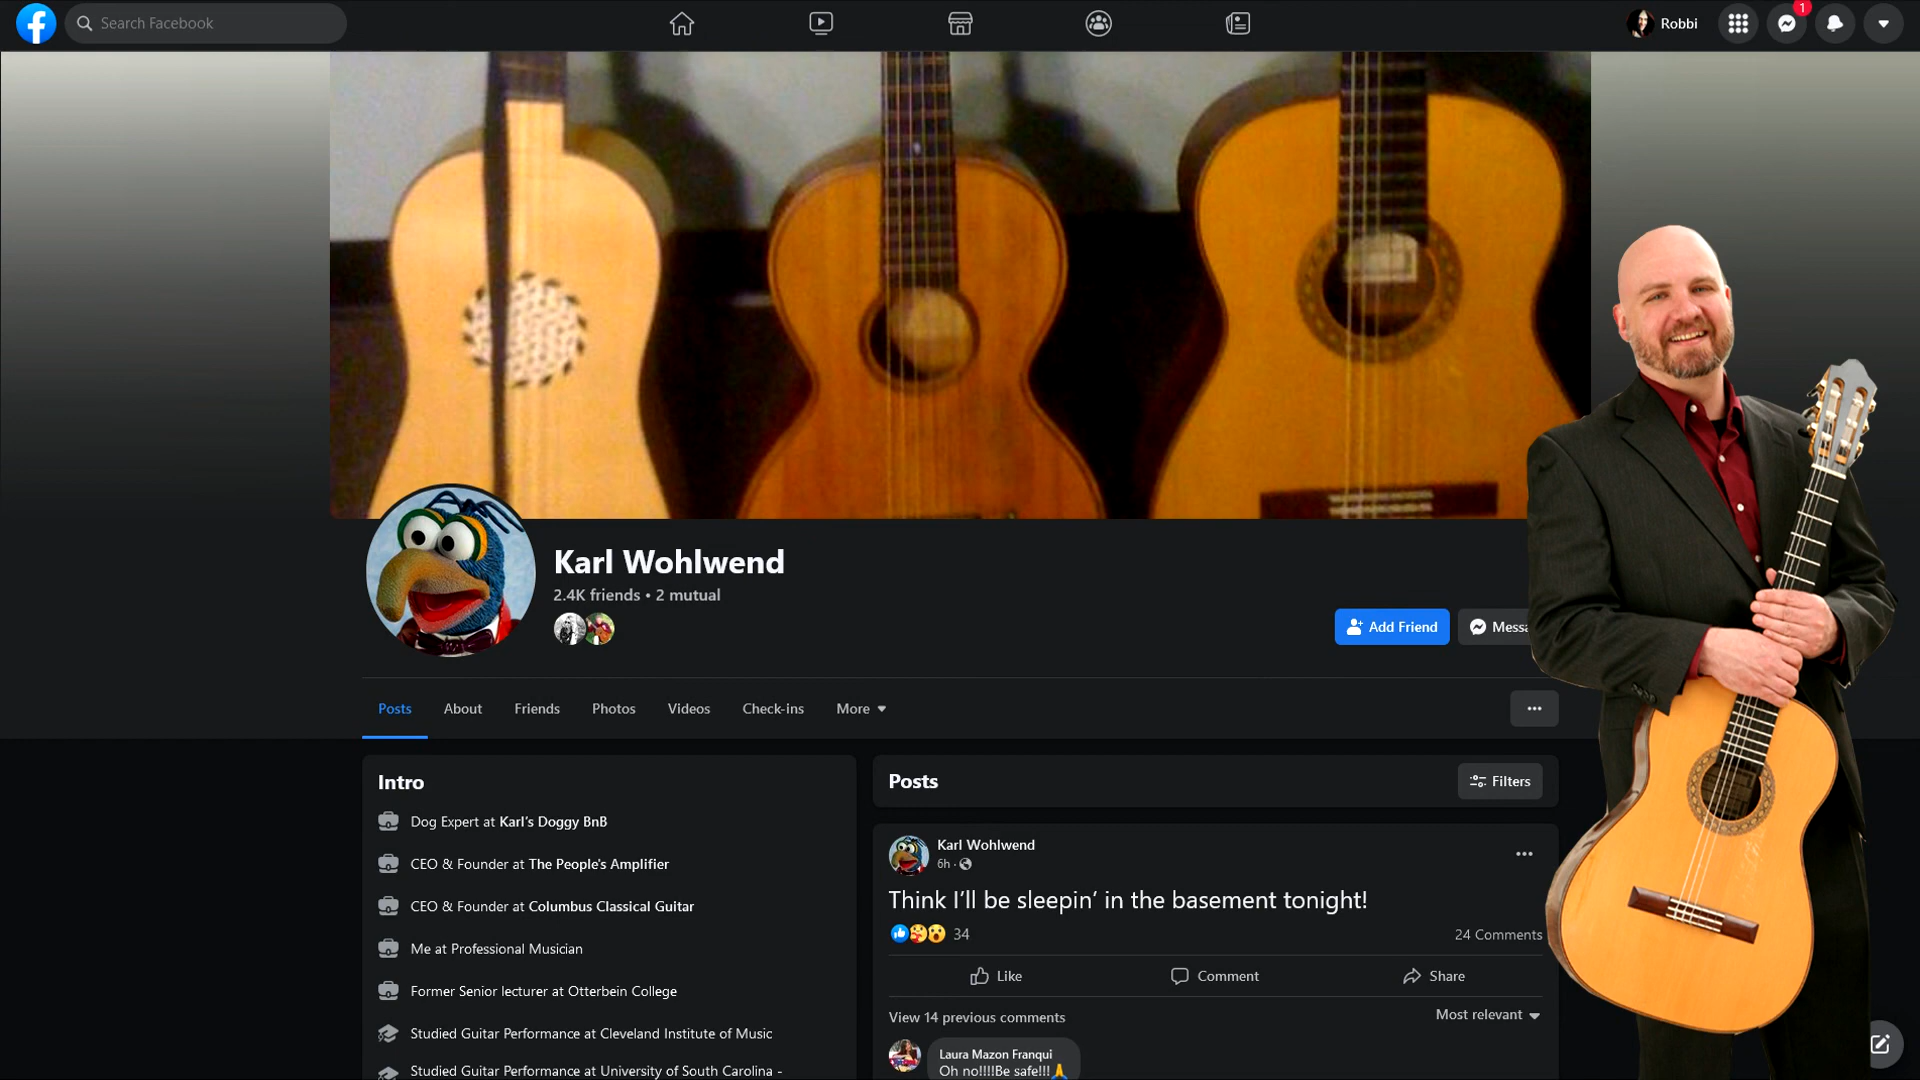 Search Facebook
Robbi
1
Karl Wohlwend
2.4K friends • 2 mutual
Add Friend
Messa
Posts
About
Friends
Photos
Videos
Check-ins
More
Intro
Dog Expert at Karl's Doggy BnB
CEO & Founder at The People's Amplifier
CEO & Founder at Columbus Classical Guitar
Me at Professional Musician
Former Senior lecturer at Otterbein College
Studied Guitar Performance at Cleveland Institute of Music
Studied Guitar Performance at University of South Carolina -
Posts
Filters
Karl Wohlwend
6h ·
Think I'll be sleepin' in the basement tonight!
34
24 Comments
Like
Comment
Share
View 14 previous comments
Most relevant
Laura Mazon Franqui
Oh no!!!!Be safe!!!🙏